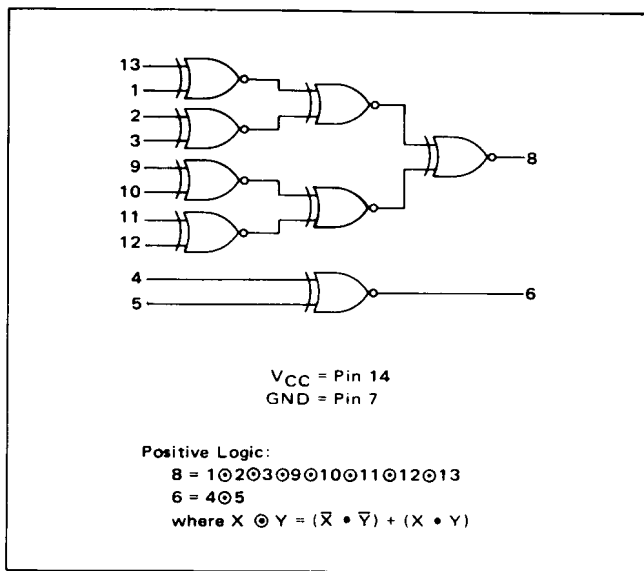 13
1
2
3
9
10
11
12
8
4
5
6
VCC = Pin 14
GND = Pin 7
Positive Logic:
8 = 1⊙2⊙3⊙9⊙10⊙11⊙12⊙13
6 = 4⊙5
where X ⊙ Y = (X̅ • Y̅) + (X • Y)